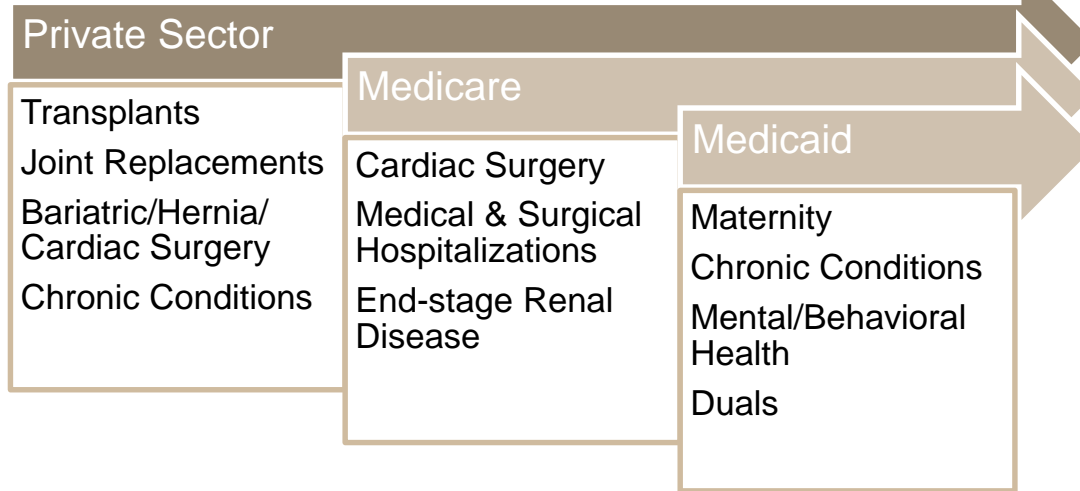 Private Sector
Transplants
Joint Replacements
Bariatric/Hernia/
Cardiac Surgery
Chronic Conditions
Medicare
Cardiac Surgery
Medical & Surgical
Hospitalizations
End-stage Renal
Disease
Medicaid
Maternity
Chronic Conditions
Mental/Behavioral
Health
Duals